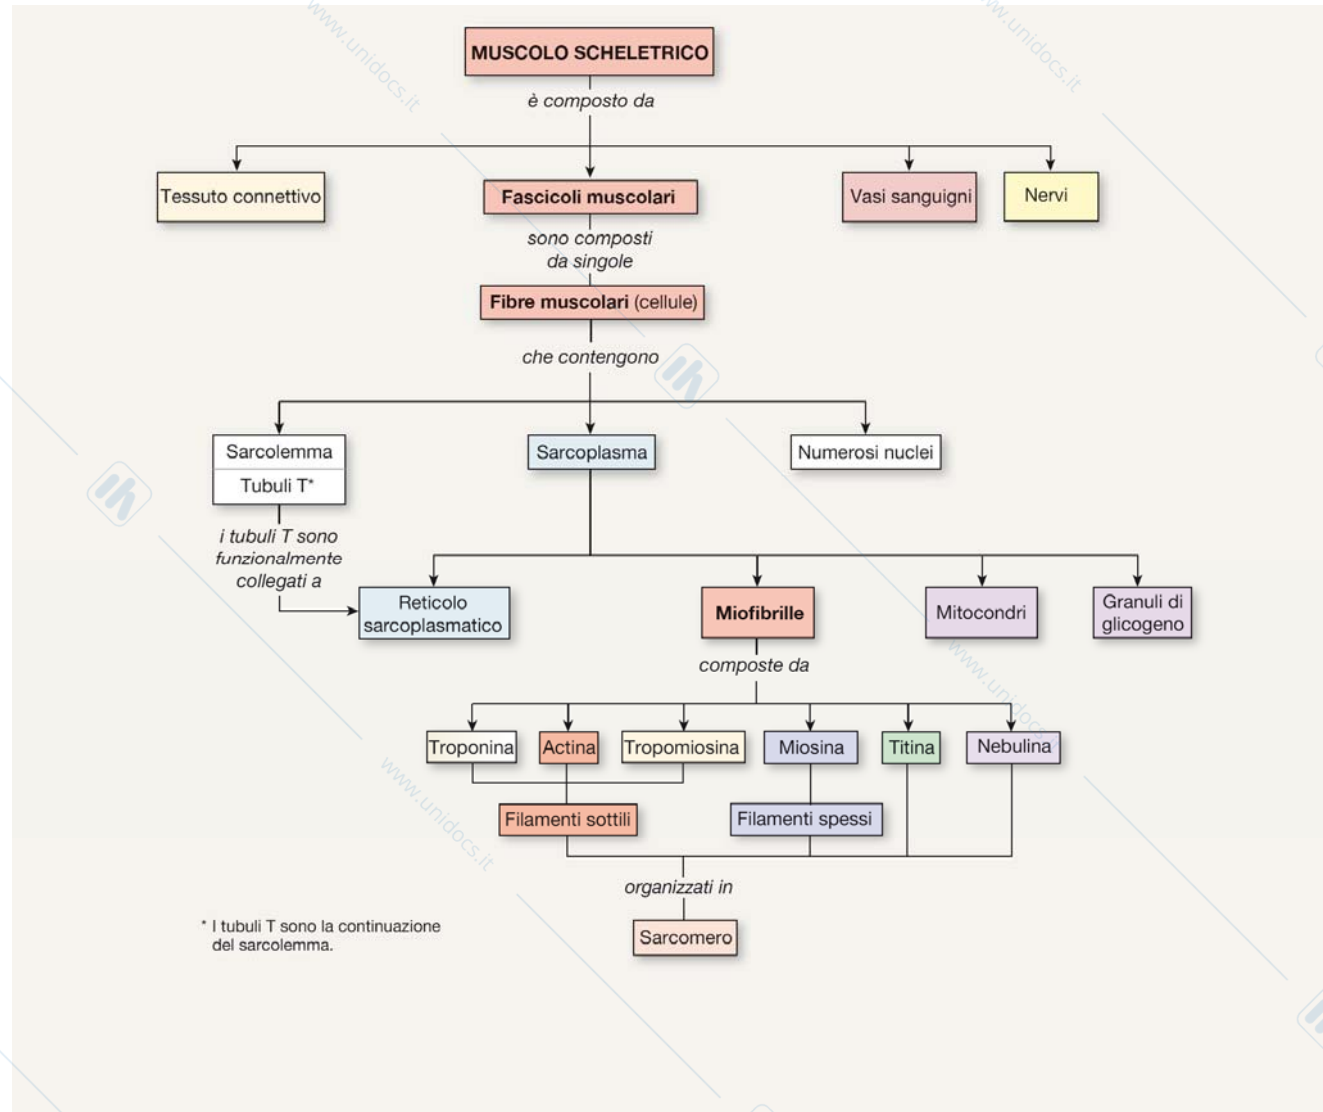 www.unidocs.it
www.unidocs.it
MUSCOLO SCHELETRICO
è composto da
Tessuto connettivo
Fascicoli muscolari
Vasi sanguigni
Nervi
sono composti
da singole
Fibre muscolari (cellule)
che contengono
Sarcolemma
Tubuli T*
Sarcoplasma
Numerosi nuclei
i tubuli T sono
funzionalmente
collegati a
Reticolo
sarcoplasmatico
Miofibrille
Mitocondri
Granuli di
glicogeno
composte da
www.unidocs.it
Troponina
Actina
Tropomiosina
Miosina
Titina
Nebulina
www.unidocs.it
Filamenti sottili
Filamenti spessi
organizzati in
Sarcomero
* I tubuli T sono la continuazione
del sarcolemma.